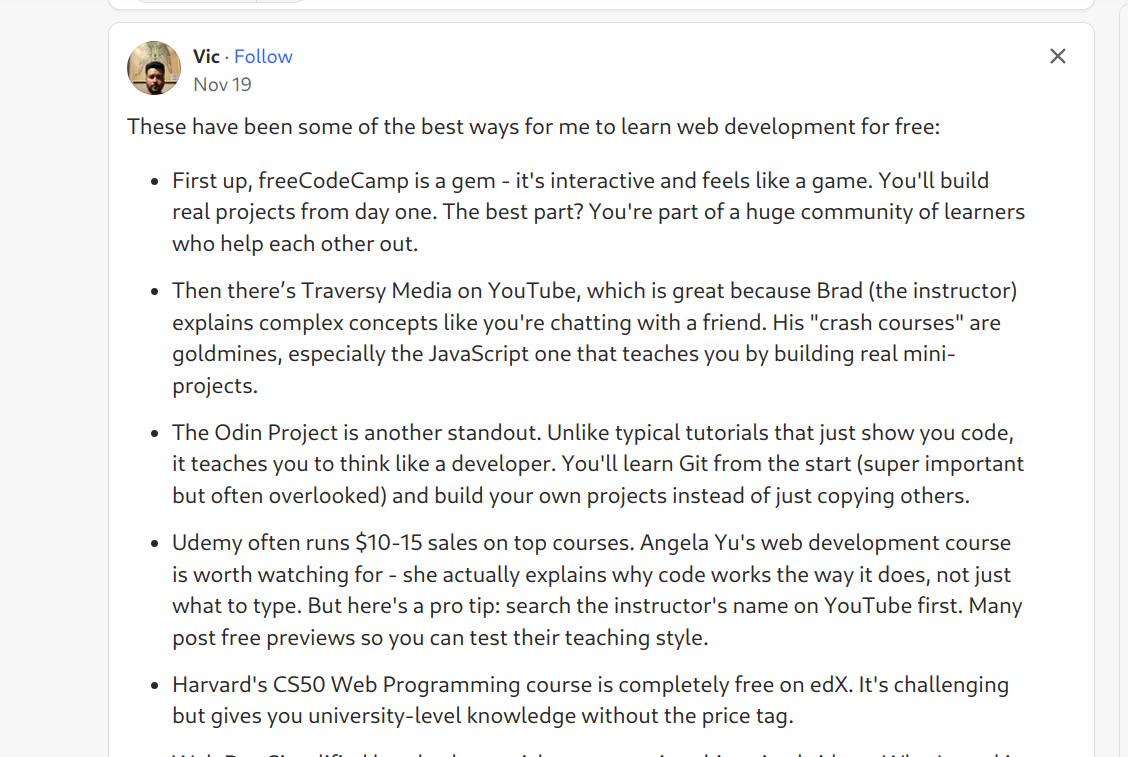 Vic · Follow
Nov 19
These have been some of the best ways for me to learn web development for free:
• First up, freeCodeCamp is a gem - it's interactive and feels like a game. You'll build
real projects from day one. The best part? You're part of a huge community of learners
who help each other out.
• Then there’s Traversy Media on YouTube, which is great because Brad (the instructor)
explains complex concepts like you're chatting with a friend. His "crash courses" are
goldmines, especially the JavaScript one that teaches you by building real mini-
projects.
• The Odin Project is another standout. Unlike typical tutorials that just show you code,
it teaches you to think like a developer. You'll learn Git from the start (super important
but often overlooked) and build your own projects instead of just copying others.
• Udemy often runs $10-15 sales on top courses. Angela Yu's web development course
is worth watching for - she actually explains why code works the way it does, not just
what to type. But here's a pro tip: search the instructor's name on YouTube first. Many
post free previews so you can test their teaching style.
• Harvard's CS50 Web Programming course is completely free on edX. It's challenging
but gives you university-level knowledge without the price tag.